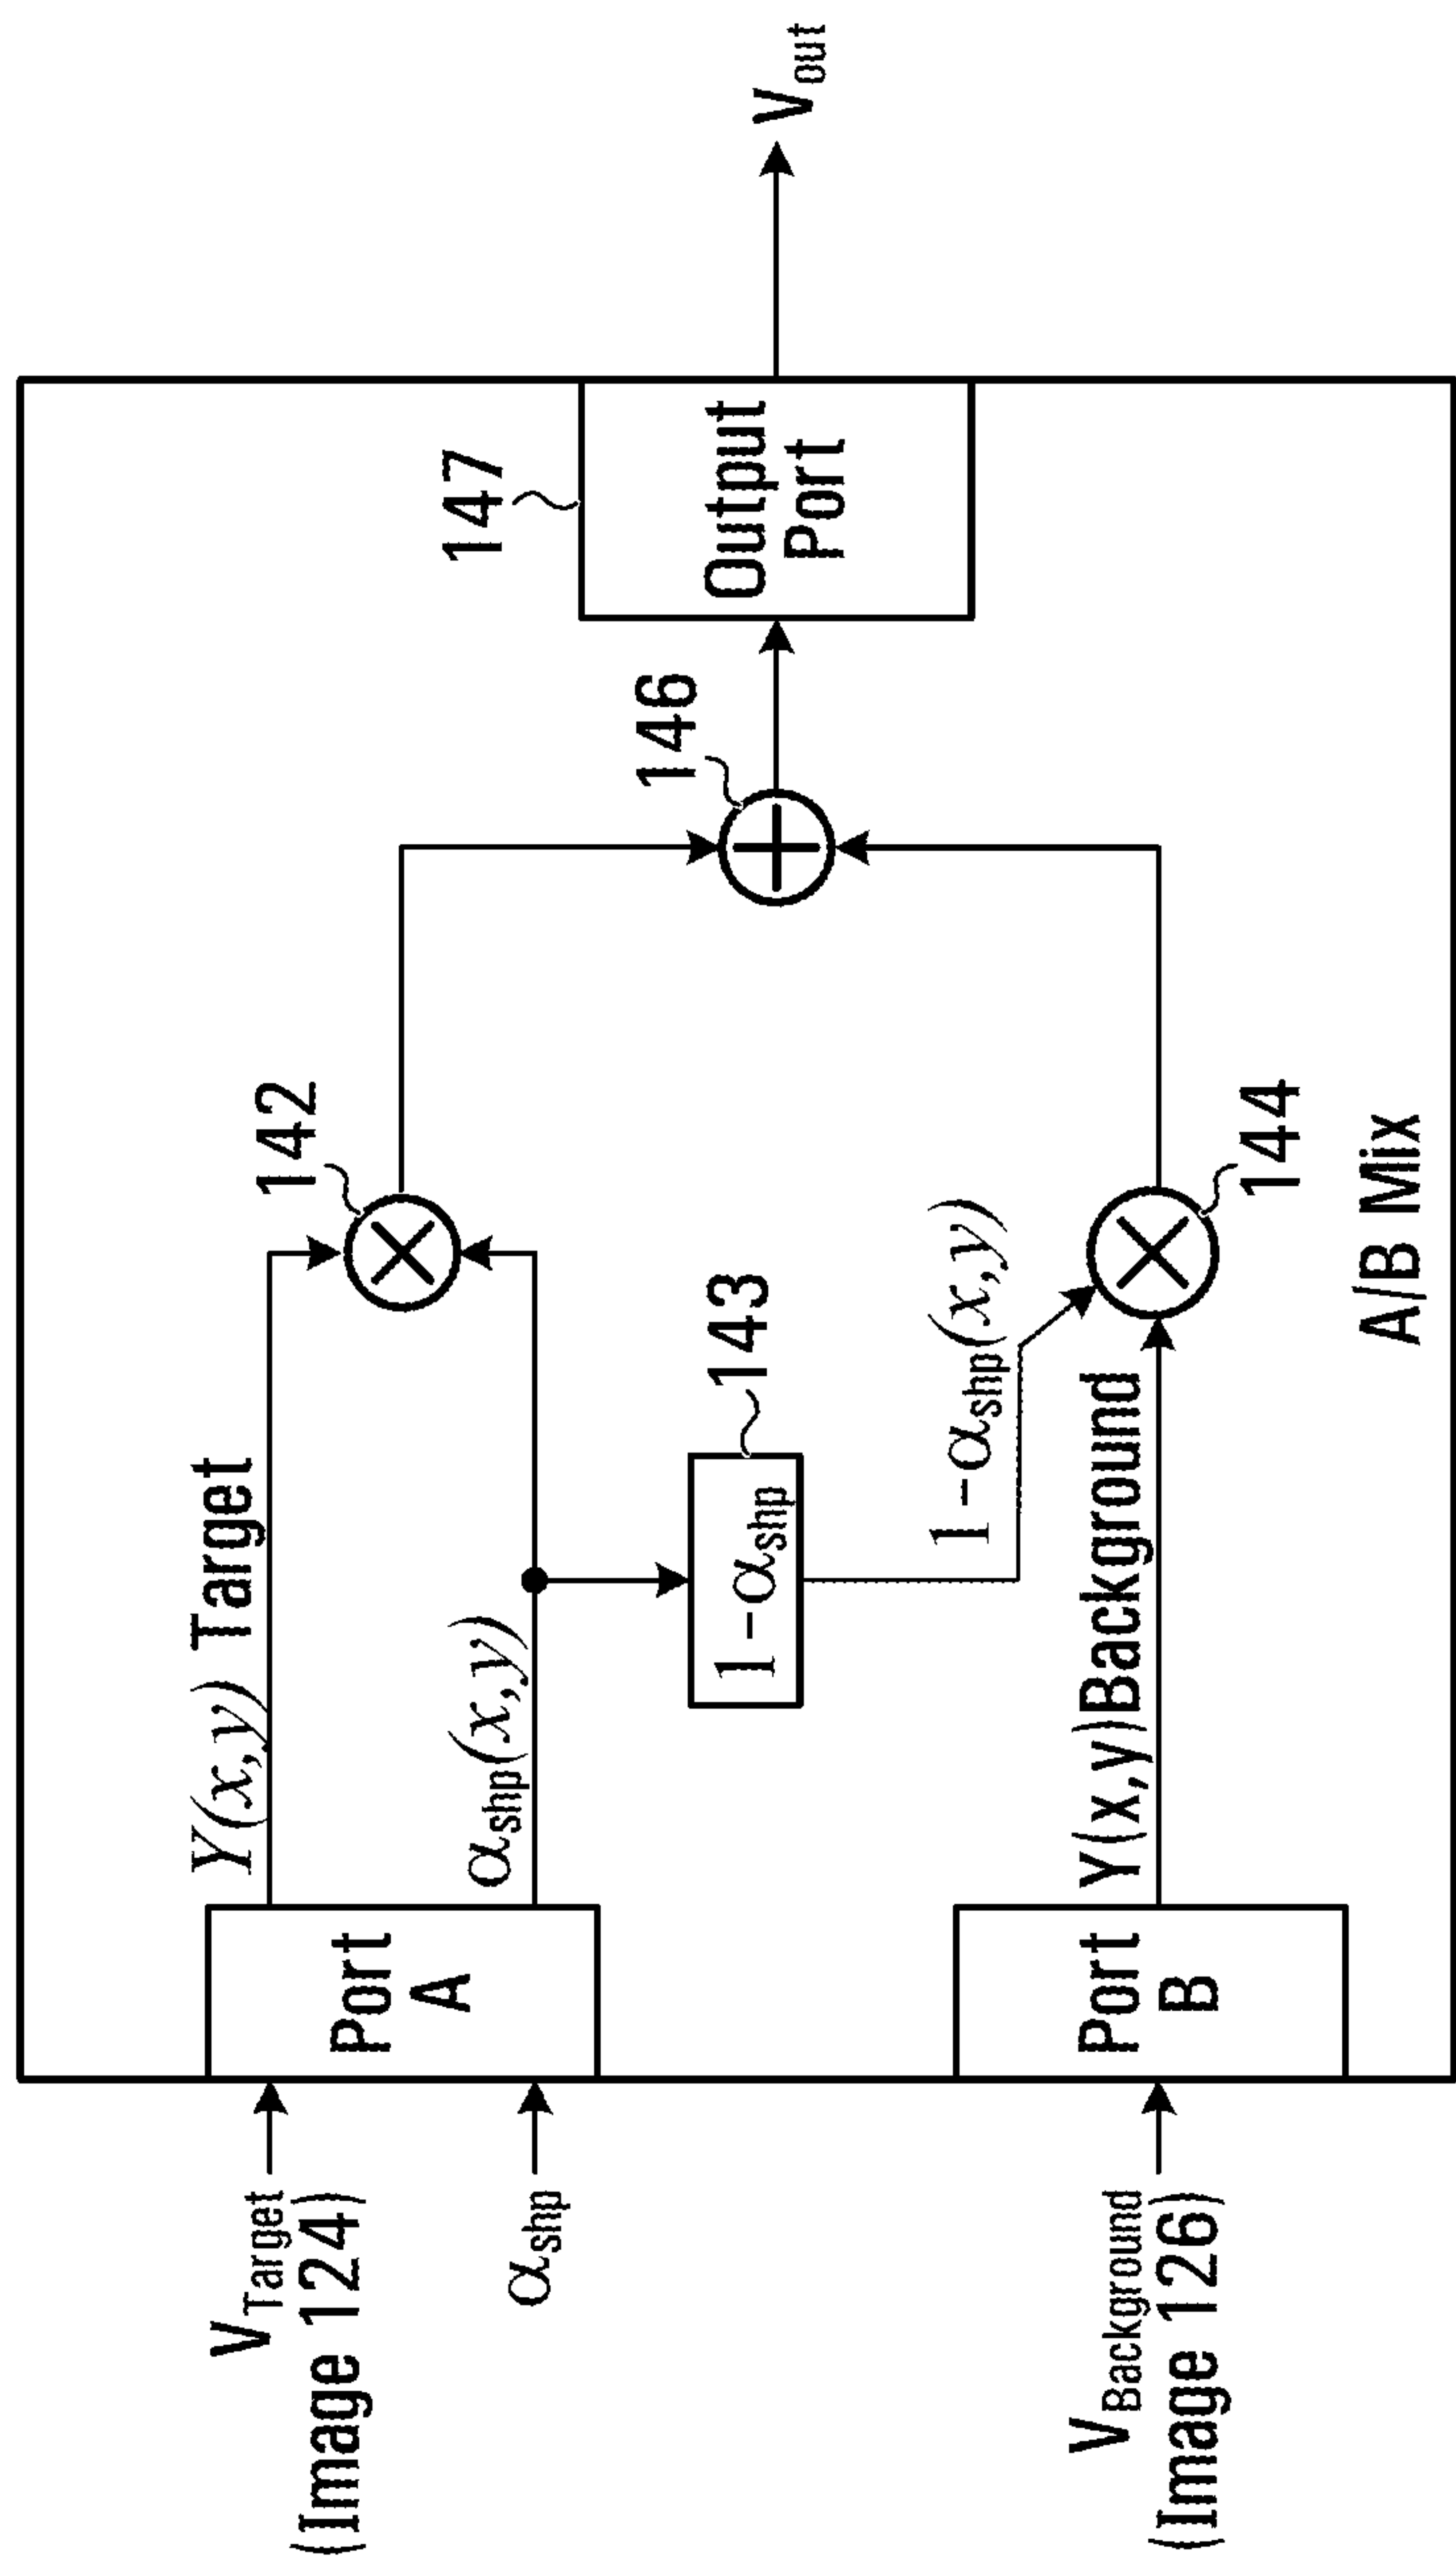 V_Target
(Image 124)
α_shp
V_Background
(Image 126)
Port
A
Port
B
Y(x,y) Target
α_shp(x,y)
1-α_shp
143
1-α_shp(x,y)
Y(x,y)Background
142
144
146
147
Output
Port
V_out
A/B Mix